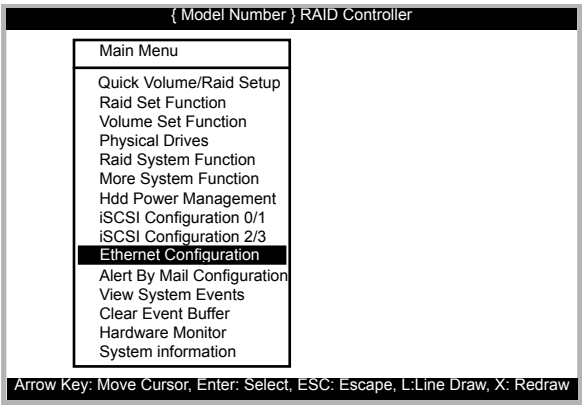 { Model Number } RAID Controller
Main Menu
Quick Volume/Raid Setup
Raid Set Function
Volume Set Function
Physical Drives
Raid System Function
More System Function
Hdd Power Management
iSCSI Configuration 0/1
iSCSI Configuration 2/3
Ethernet Configuration
Alert By Mail Configuration
View System Events
Clear Event Buffer
Hardware Monitor
System information
Arrow Key: Move Cursor, Enter: Select, ESC: Escape, L:Line Draw, X: Redraw